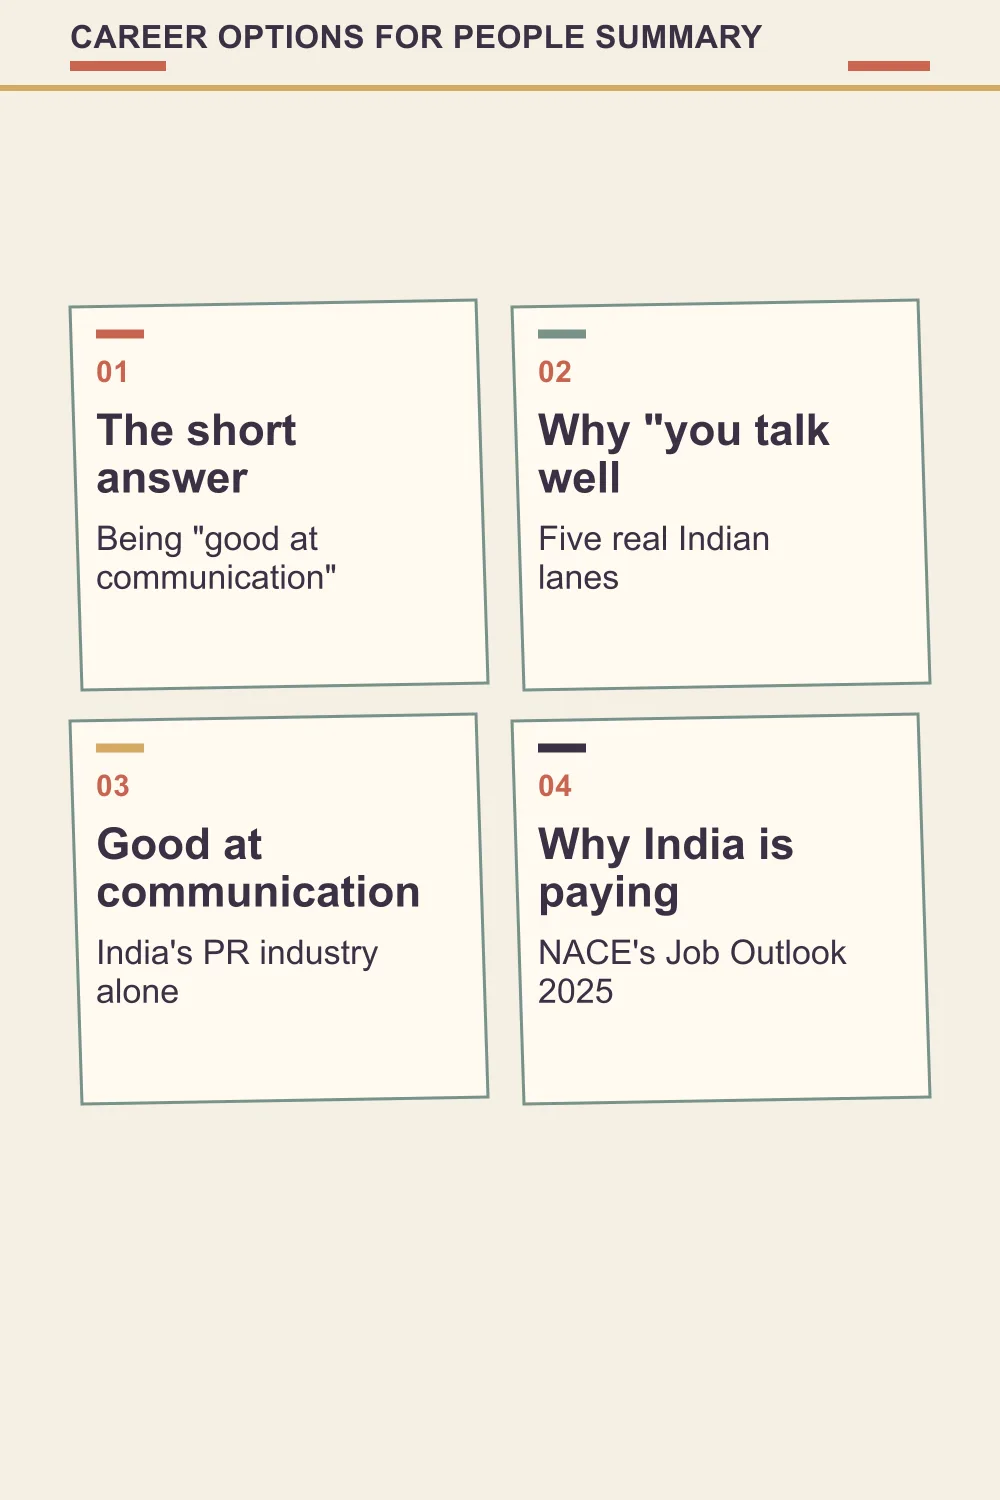 CAREER OPTIONS FOR PEOPLE SUMMARY
01
The short
answer
Being "good at
communication"
02
Why "you talk
well
Five real Indian
lanes
03
Good at
communication
India's PR industry
alone
04
Why India is
paying
NACE's Job Outlook
2025